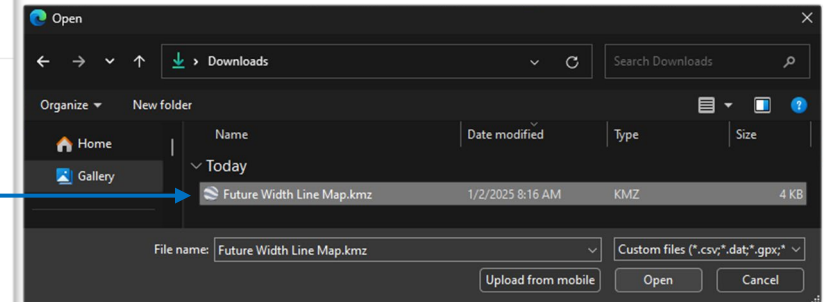 Open
Downloads
Search Downloads
Organize
New folder
Home
Gallery
Name
Date modified
Type
Size
Today
Future Width Line Map.kmz
1/2/2025 8:16 AM
KMZ
4 KB
File name:
Future Width Line Map.kmz
Custom files (*.csv;*.dat;*.gpx;*
Upload from mobile
Open
Cancel